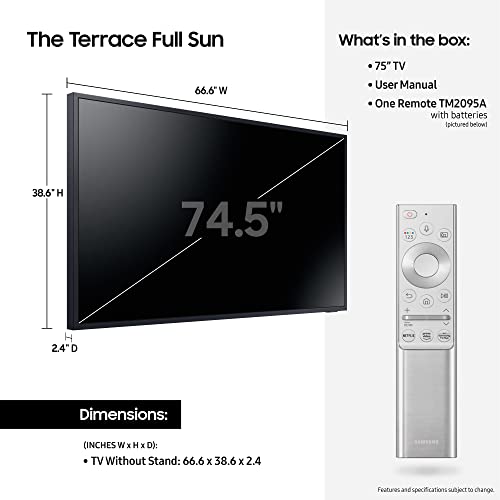 The Terrace Full Sun
What's in the box:
• 75" TV
• User Manual
• One Remote TM2095A
with batteries
(pictured below)
66.6" W
38.6" H
74.5"
2.4" D
123
NETFLIX
SAMSUNG
Dimensions:
(INCHES W x H x D):
• TV Without Stand: 66.6 x 38.6 x 2.4
Features and specifications subject to change.